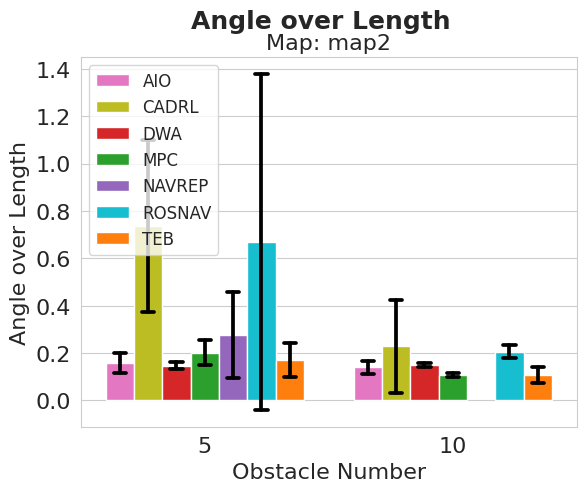 Angle over Length
Map: map2
1.4
1.2
1.0
0.8
0.6
0.4
0.2
0.0
Angle over Length
AIO
CADRL
DWA
MPC
NAVREP
ROSNAV
TEB
5
10
Obstacle Number